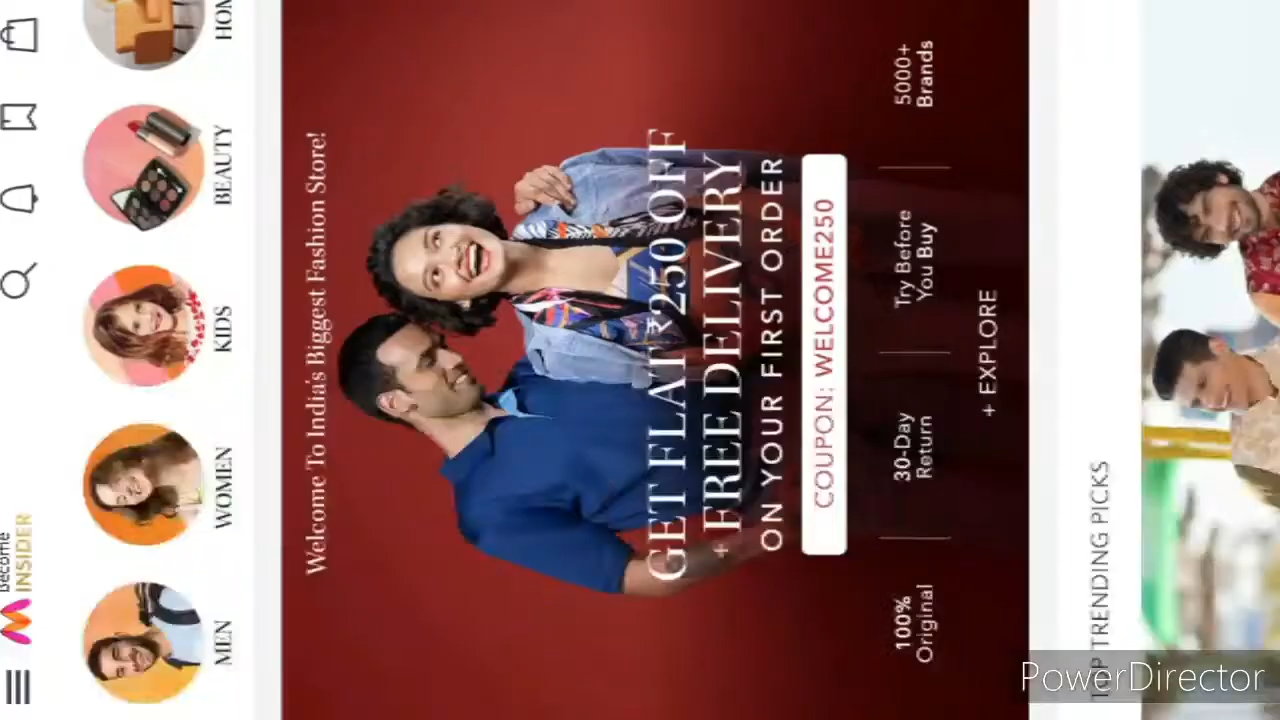 Become
INSIDER
MEN
WOMEN
KIDS
BEAUTY
Welcome To India's Biggest Fashion Store!
GET FLAT ₹250 OFF
+ FREE DELIVERY
ON YOUR FIRST ORDER
COUPON: WELCOME250
100%
Original
30-Day
Return
Try Before
You Buy
5000+
Brands
+ EXPLORE
TOP TRENDING PICKS
PowerDirector